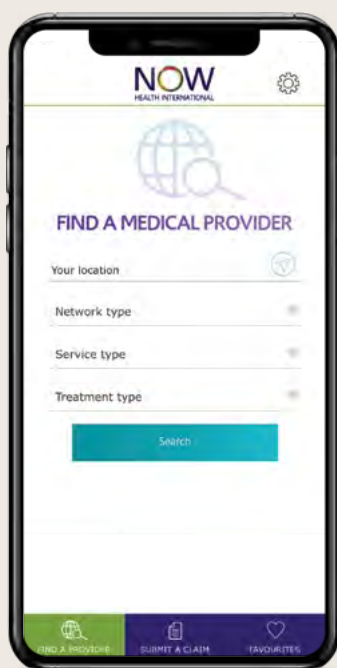 NOW
HEALTH INTERNATIONAL
FIND A MEDICAL PROVIDER
Your location
Network type
Service type
Treatment type
Search
FIND A PROVIDER
SUBMIT A CLAIM
FAVOURITES